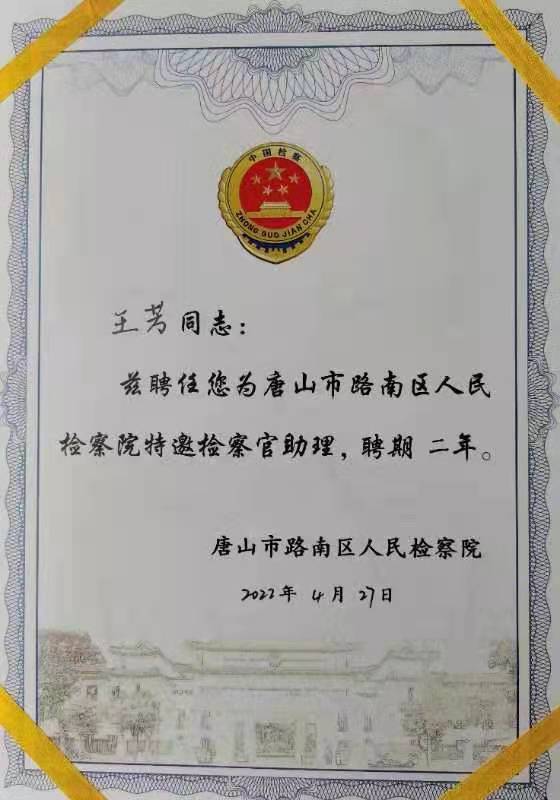 中国检察
ZHONG GUO JIAN CHA
王芳同志：
兹聘任您为唐山市路南区人民
检察院特邀检察官助理，聘期 二年。
唐山市路南区人民检察院
2022年 4月 27日